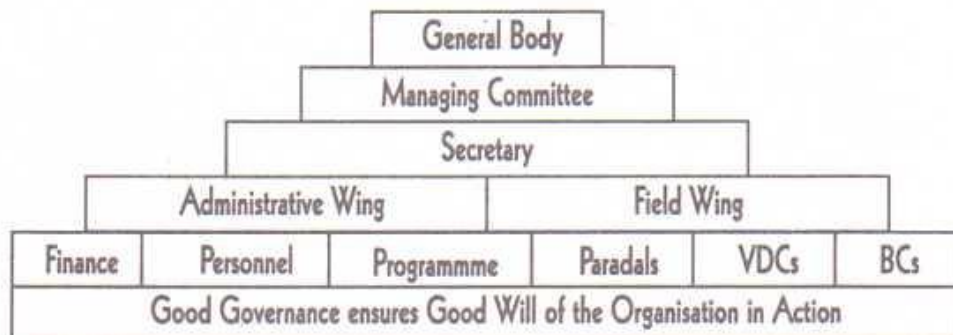 General Body
Managing Committee
Secretary
Administrative Wing Field Wing
Finance Personnel Programmme Paradals VDCs BCs
Good Governance ensures Good Will of the Organisation in Action